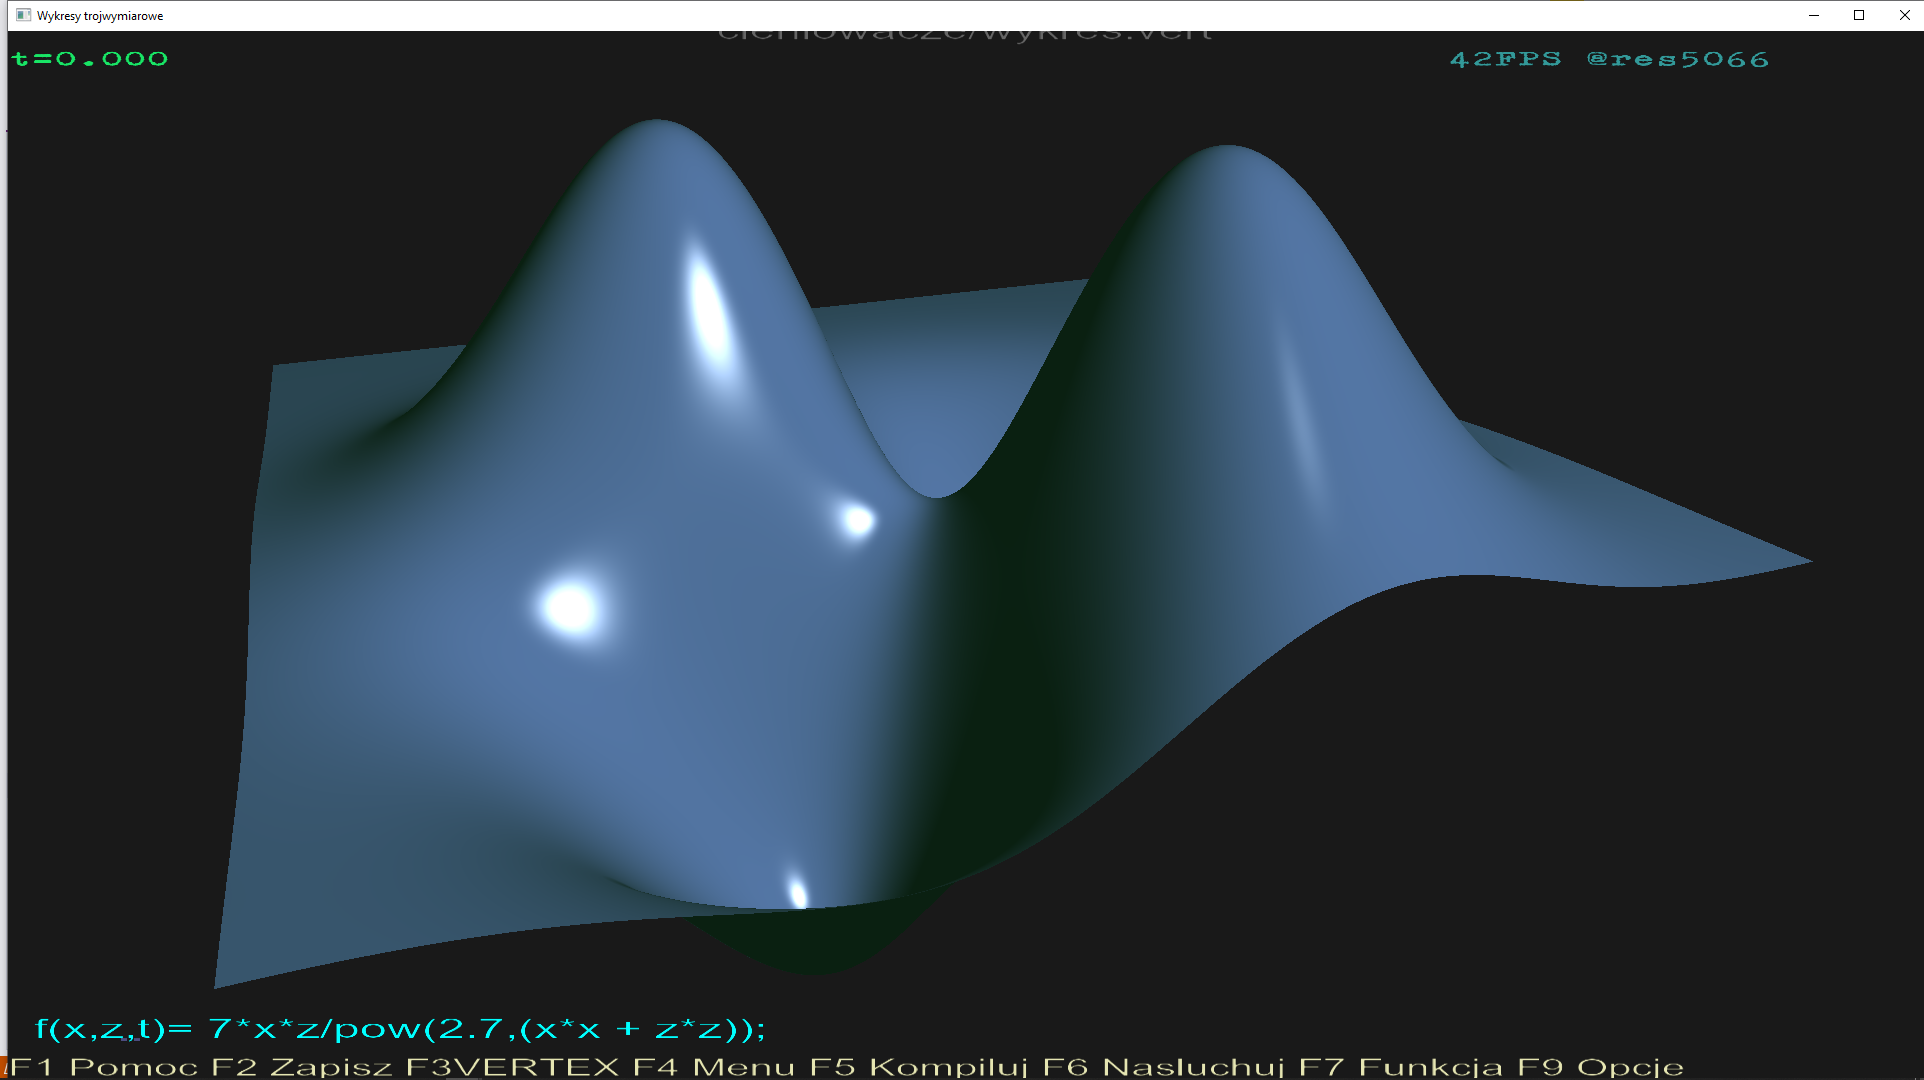 Wykresy trojwymiarowe
cieniowacze/wykres.vert
t=0.000 42FPS @res5066
f(x,z,t)= 7*x*z/pow(2.7,(x*x + z*z));
F1 Pomoc F2 Zapisz F3VERTEX F4 Menu F5 Kompiluj F6 Nasluchuj F7 Funkcja F9 Opcje